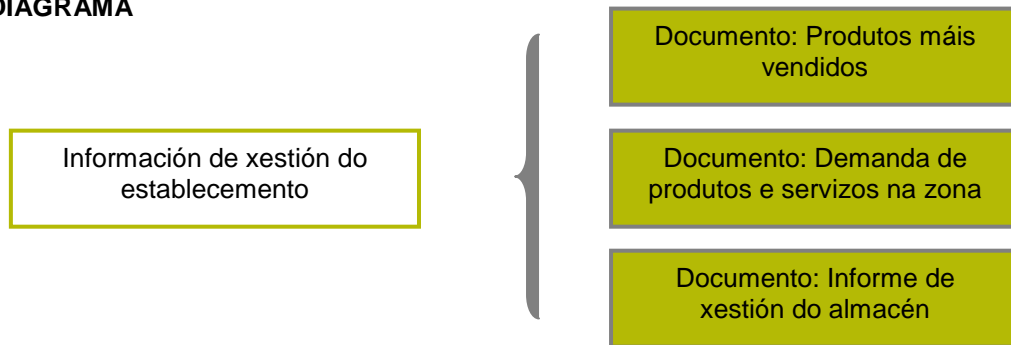 DIAGRAMA
Documento: Produtos máis
vendidos
Información de xestión do
establecemento
Documento: Demanda de
produtos e servizos na zona
Documento: Informe de
xestión do almacén